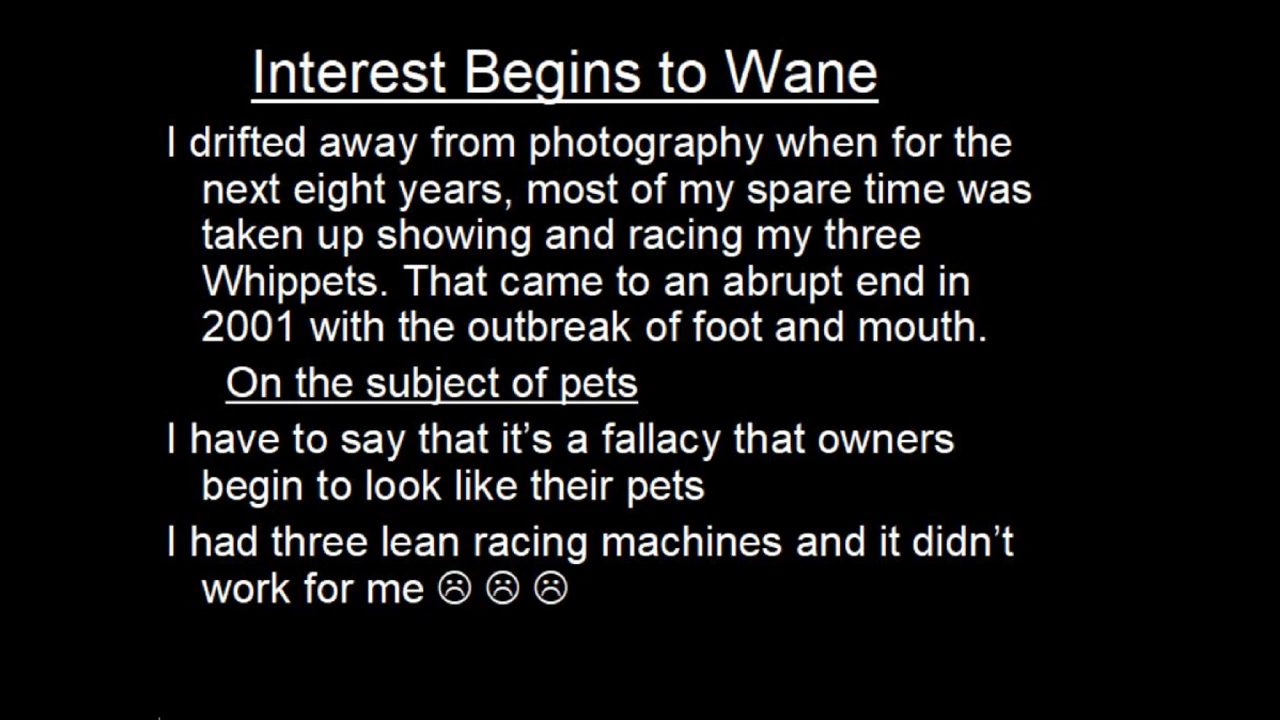 Interest Begins to Wane
I drifted away from photography when for the
next eight years, most of my spare time was
taken up showing and racing my three
Whippets. That came to an abrupt end in
2001 with the outbreak of foot and mouth.
On the subject of pets
I have to say that it’s a fallacy that owners
begin to look like their pets
I had three lean racing machines and it didn’t
work for me ☹ ☹ ☹